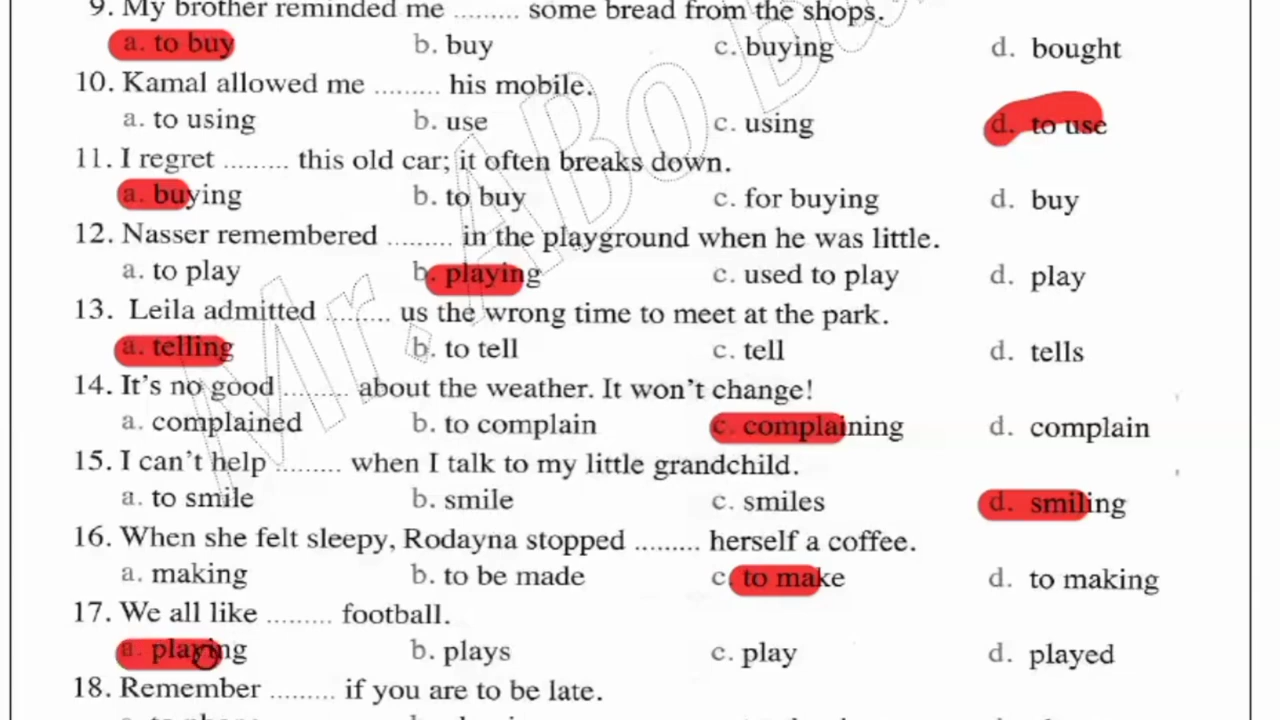 9. My brother reminded me ......... some bread from the shops.
a. to buy b. buy c. buying d. bought
10. Kamal allowed me ......... his mobile.
a. to using b. use c. using d. to use
11. I regret ......... this old car; it often breaks down.
a. buying b. to buy c. for buying d. buy
12. Nasser remembered ......... in the playground when he was little.
a. to play b. playing c. used to play d. play
13. Leila admitted ......... us the wrong time to meet at the park.
a. telling b. to tell c. tell d. tells
14. It's no good ......... about the weather. It won't change!
a. complained b. to complain c. complaining d. complain
15. I can't help ......... when I talk to my little grandchild.
a. to smile b. smile c. smiles d. smiling
16. When she felt sleepy, Rodayna stopped ......... herself a coffee.
a. making b. to be made c. to make d. to making
17. We all like ......... football.
a. playing b. plays c. play d. played
18. Remember ......... if you are to be late.
Mr. ABo